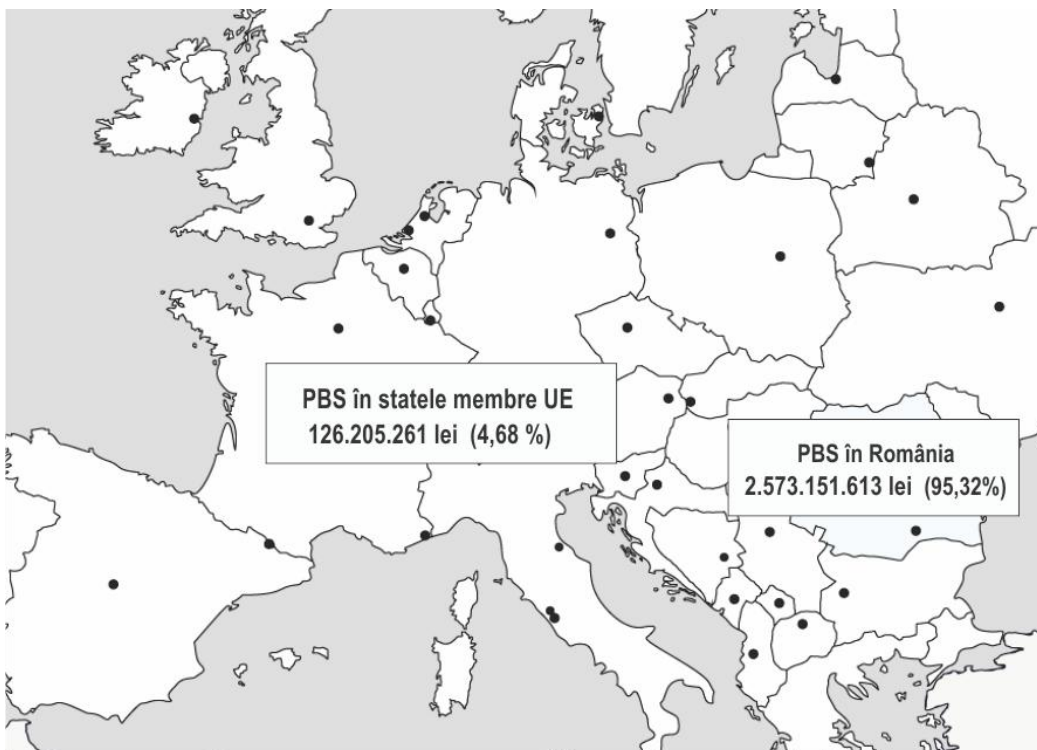 PBS în statele membre UE
126.205.261 lei (4,68 %)
PBS în România
2.573.151.613 lei (95,32%)